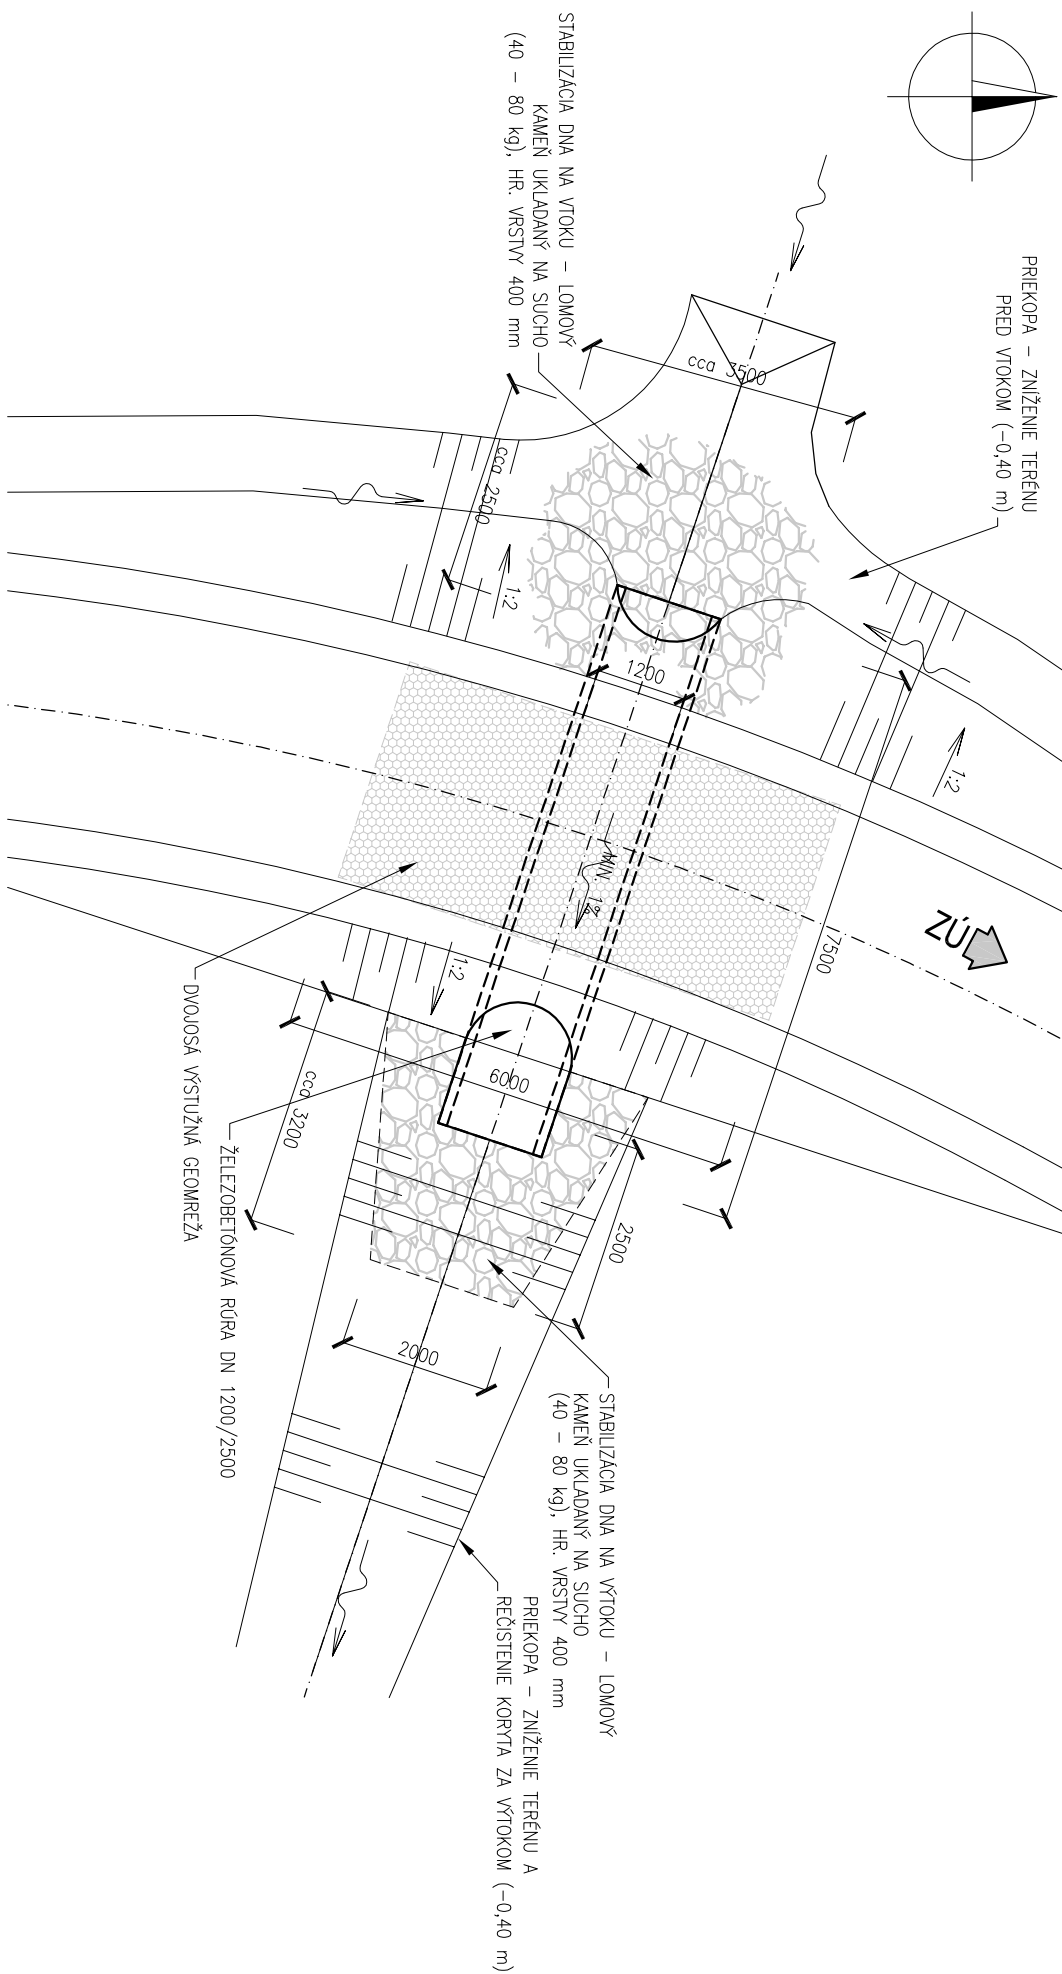 STABILIZÁCIA DNA NA VTOKU – LOMOVÝ
KAMEŇ UKLADANÝ NA SUCHO
(40 – 80 kg), HR. VRSTVY 400 mm
PRIEKOPA – ZNÍŽENIE TERÉNU
PRED VTOKOM (-0,40 m)
cca 3500
cca 2500
1:2
1200
1:2
MIN. 1%
ZÚ
7500
1:2
6000
cca 3200
2500
2000
DVOJOSÁ VÝSTUŽNÁ GEOMREŽA
ŽELEZOBETÓNOVÁ RÚRA DN 1200/2500
STABILIZÁCIA DNA NA VÝTOKU – LOMOVÝ
KAMEŇ UKLADANÝ NA SUCHO
(40 – 80 kg), HR. VRSTVY 400 mm
PRIEKOPA – ZNÍŽENIE TERÉNU A
REČISTENIE KORYTA ZA VÝTOKOM (-0,40 m)